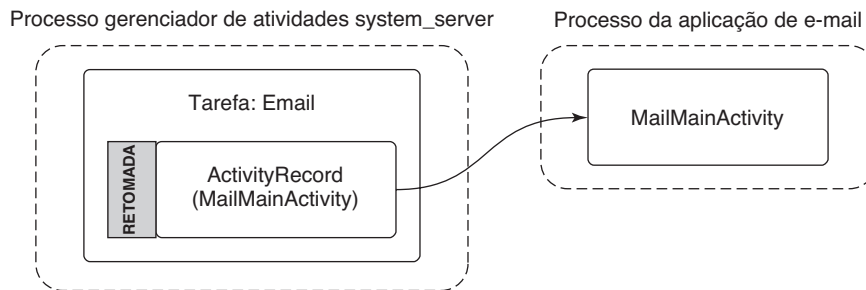 Processo gerenciador de atividades system_server
Processo da aplicação de e-mail
Tarefa: Email
MailMainActivity
RETOMADA
ActivityRecord
(MailMainActivity)